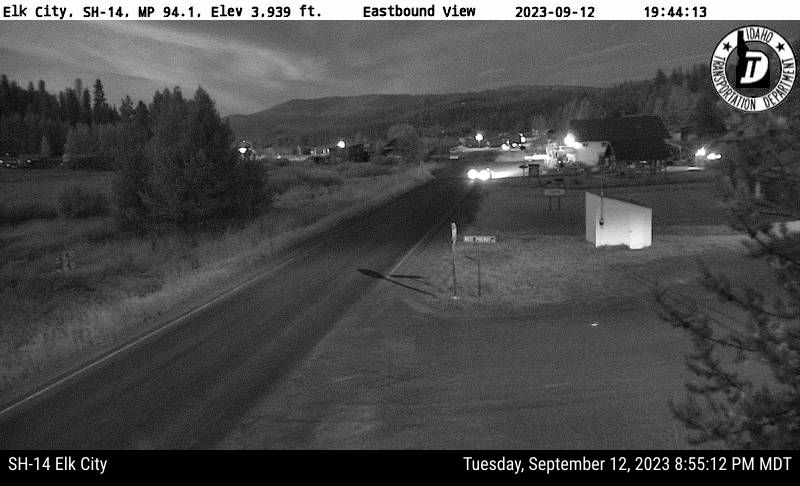 Elk City, SH-14, MP 94.1, Elev 3,939 ft. Eastbound View 2023-09-12 19:44:13
IDAHO
TRANSPORTATION DEPARTMENT
SH-14 Elk City
Tuesday, September 12, 2023 8:55:12 PM MDT